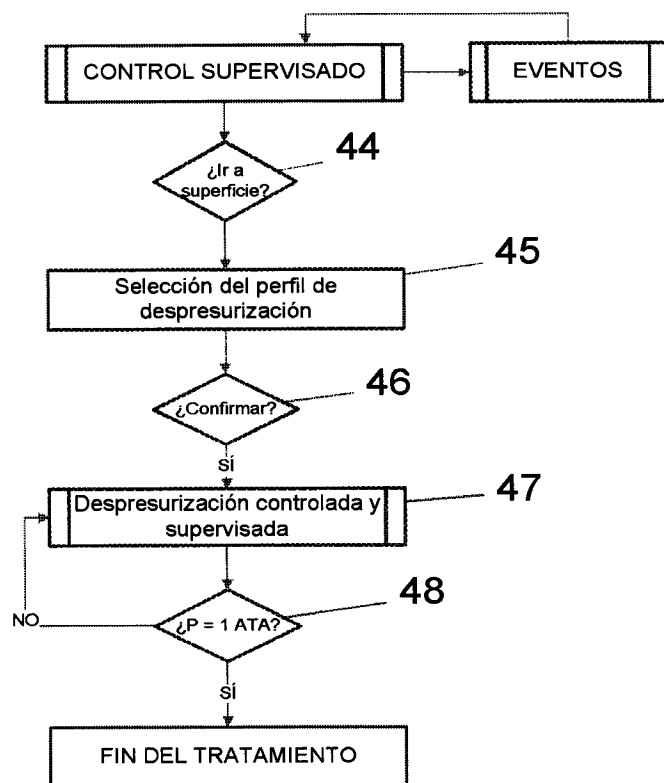 CONTROL SUPERVISADO
EVENTOS
44
¿Ir a
superficie?
45
Selección del perfil de
despresurización
46
¿Confirmar?
SÍ
47
Despresurización controlada y
supervisada
48
¿P = 1 ATA?
NO
SÍ
FIN DEL TRATAMIENTO